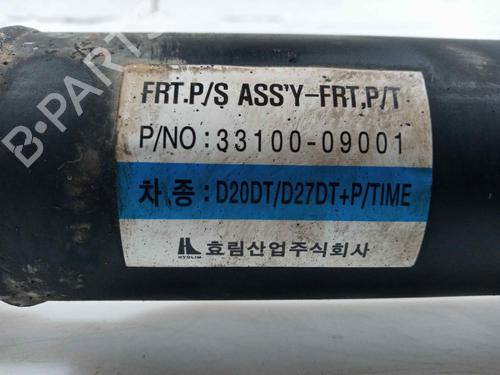 FRT.P/S ASS'Y-FRT,P/T
P/NO : 33100-09001
차 종 : D20DT/D27DT+P/TIME
HYOLIM
효림산업주식회사
B-PARTS